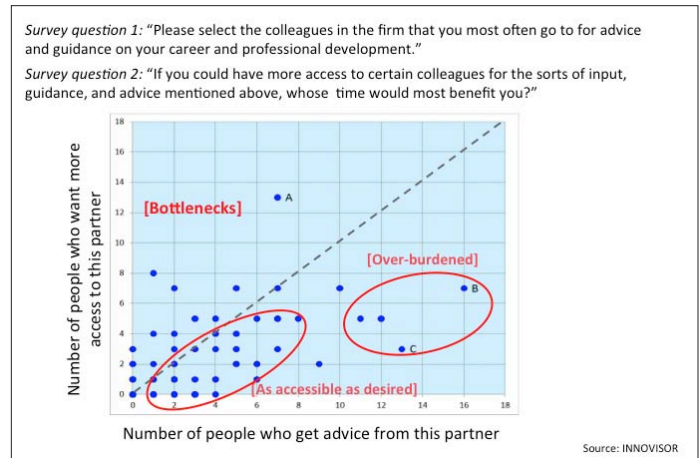 Survey question 1: “Please select the colleagues in the firm that you most often go to for advice
and guidance on your career and professional development.”
Survey question 2: “If you could have more access to certain colleagues for the sorts of input,
guidance, and advice mentioned above, whose time would most benefit you?”
Number of people who want more
access to this partner
18
16
14
12
10
8
6
4
2
0
A
[Bottlenecks]
[Over-burdened]
B
C
[As accessible as desired]
0 2 4 6 8 10 12 14 16 18
Number of people who get advice from this partner
Source: INNOVISOR